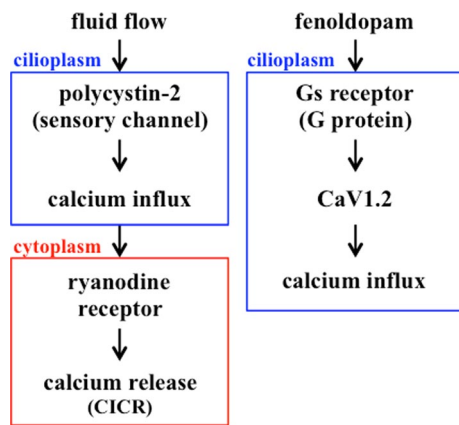 fluid flow
cilioplasm
polycystin-2
(sensory channel)
calcium influx
cytoplasm
ryanodine
receptor
calcium release
(CICR)
fenoldopam
cilioplasm
Gs receptor
(G protein)
CaV1.2
calcium influx